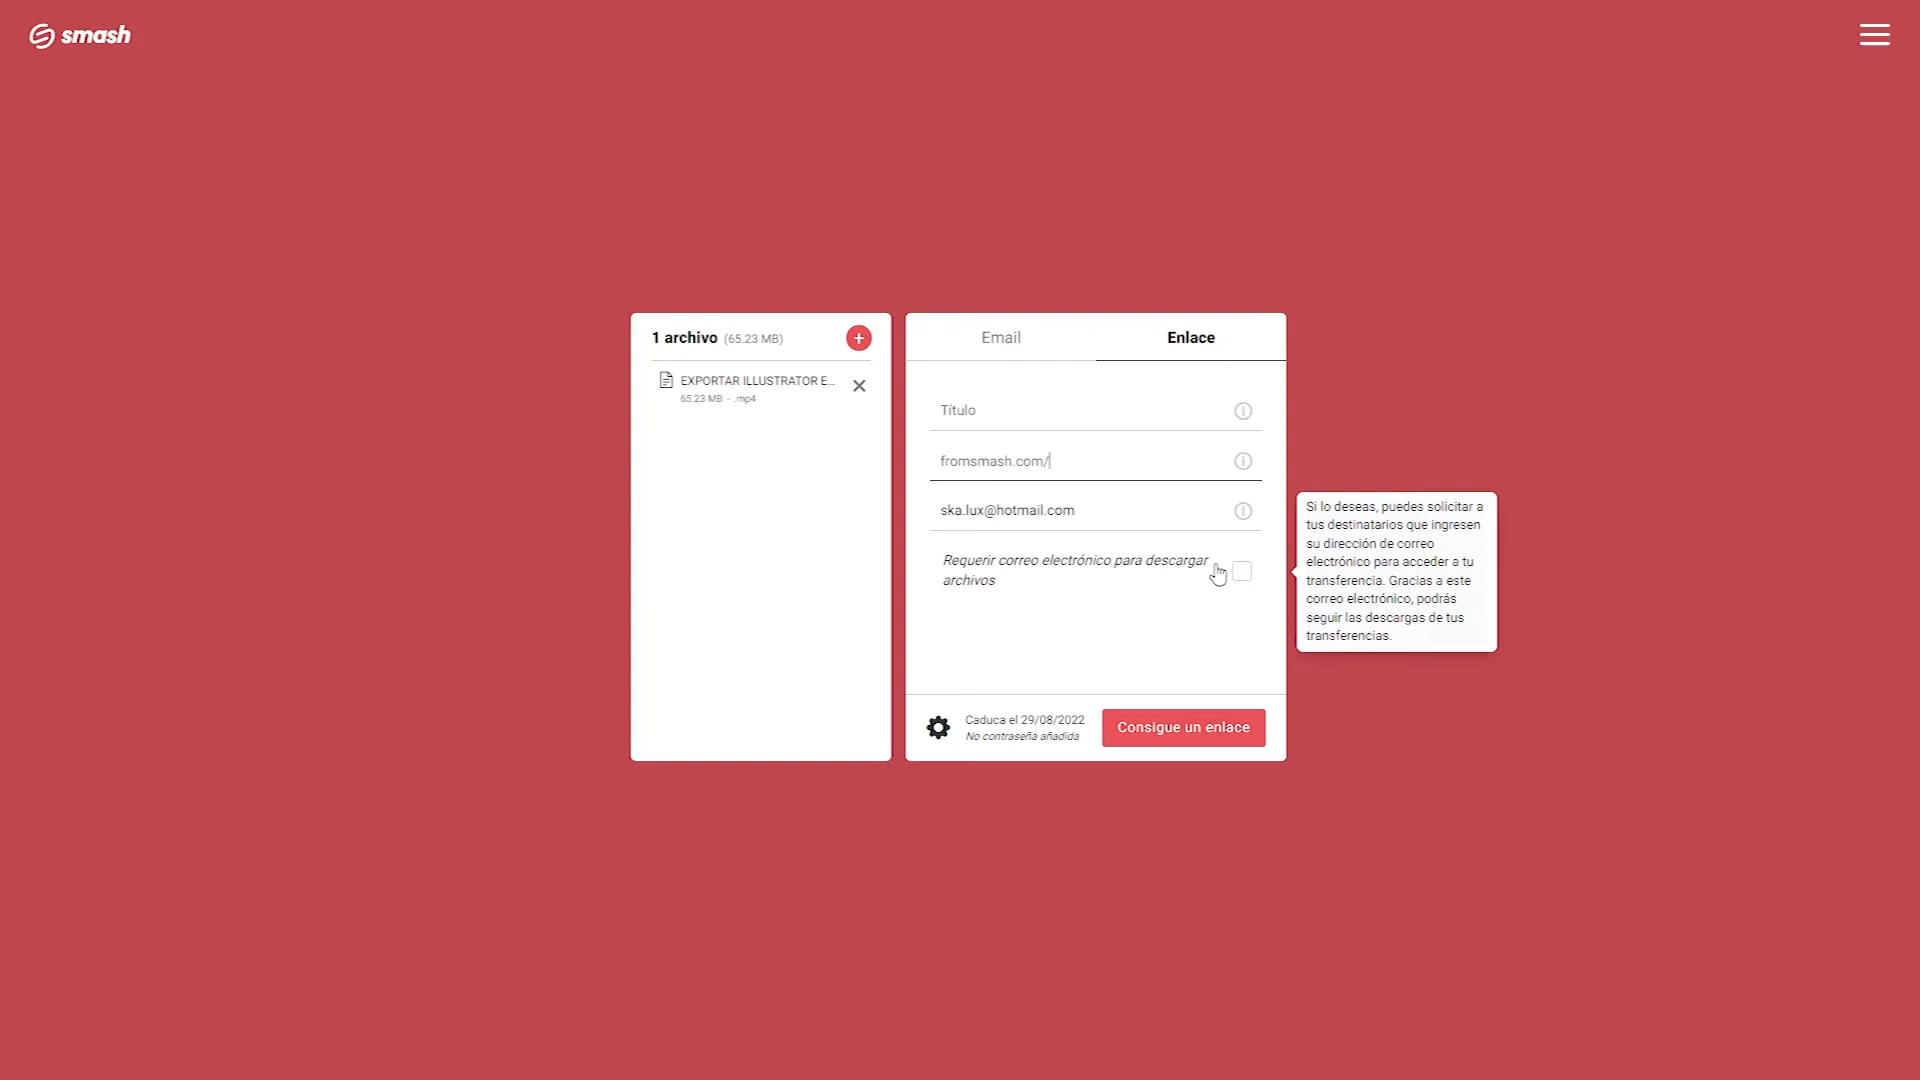 smash
1 archivo (65.23 MB)
EXPORTAR ILLUSTRATOR E...
65.23 MB - .mp4
Email
Enlace
Título
fromsmash.com/
ska.lux@hotmail.com
Requerir correo electrónico para descargar
archivos
Si lo deseas, puedes solicitar a
tus destinatarios que ingresen
su dirección de correo
electrónico para acceder a tu
transferencia. Gracias a este
correo electrónico, podrás
seguir las descargas de tus
transferencias.
Caduca el 29/08/2022
No contraseña añadida
Consigue un enlace